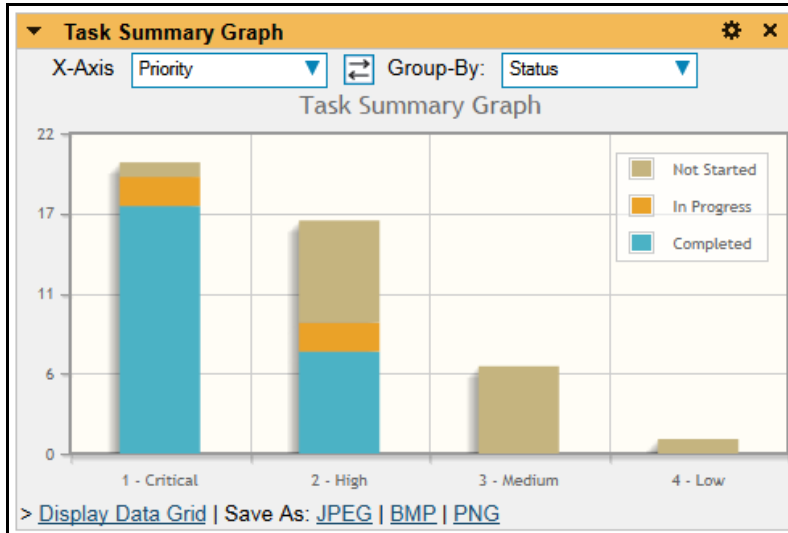 Task Summary Graph
X-Axis Priority Group-By: Status
Task Summary Graph
22
17
11
6
0
Not Started
In Progress
Completed
1 - Critical 2 - High 3 - Medium 4 - Low
> Display Data Grid | Save As: JPEG | BMP | PNG